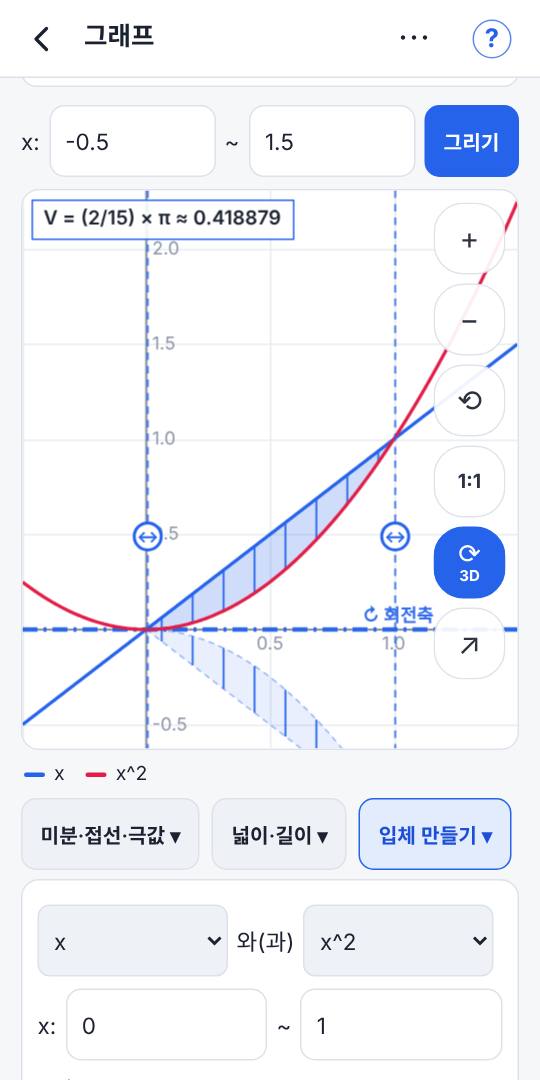 그래프
...
?
x: -0.5 ~ 1.5 그리기
V = (2/15) × π ≈ 0.418879
+
2.0
−
1.5
1.0
1:1
.5
3D
회전축
0.5 1.0
-0.5
x x^2
미분·접선·극값 ▾ 넓이·길이 ▾ 입체 만들기 ▾
x 와(과) x^2
x: 0 ~ 1